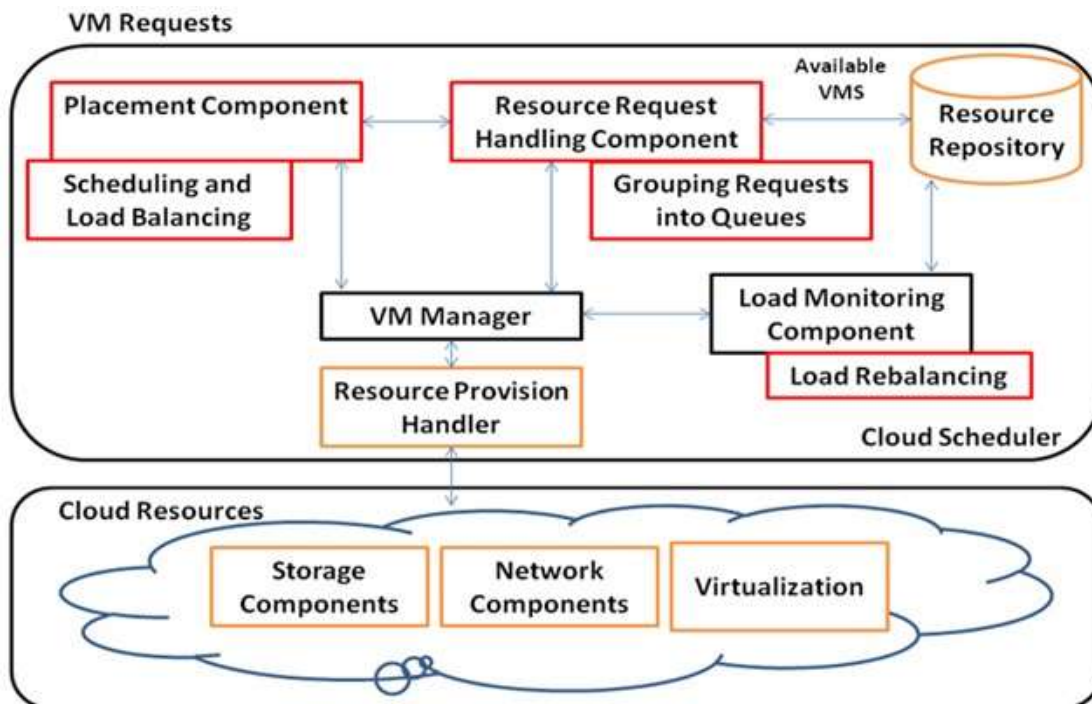 VM Requests
Placement Component
Scheduling and
Load Balancing
Resource Request
Handling Component
Grouping Requests
into Queues
Available
VMS
Resource
Repository
VM Manager
Load Monitoring
Component
Load Rebalancing
Resource Provision
Handler
Cloud Scheduler
Cloud Resources
Storage
Components
Network
Components
Virtualization